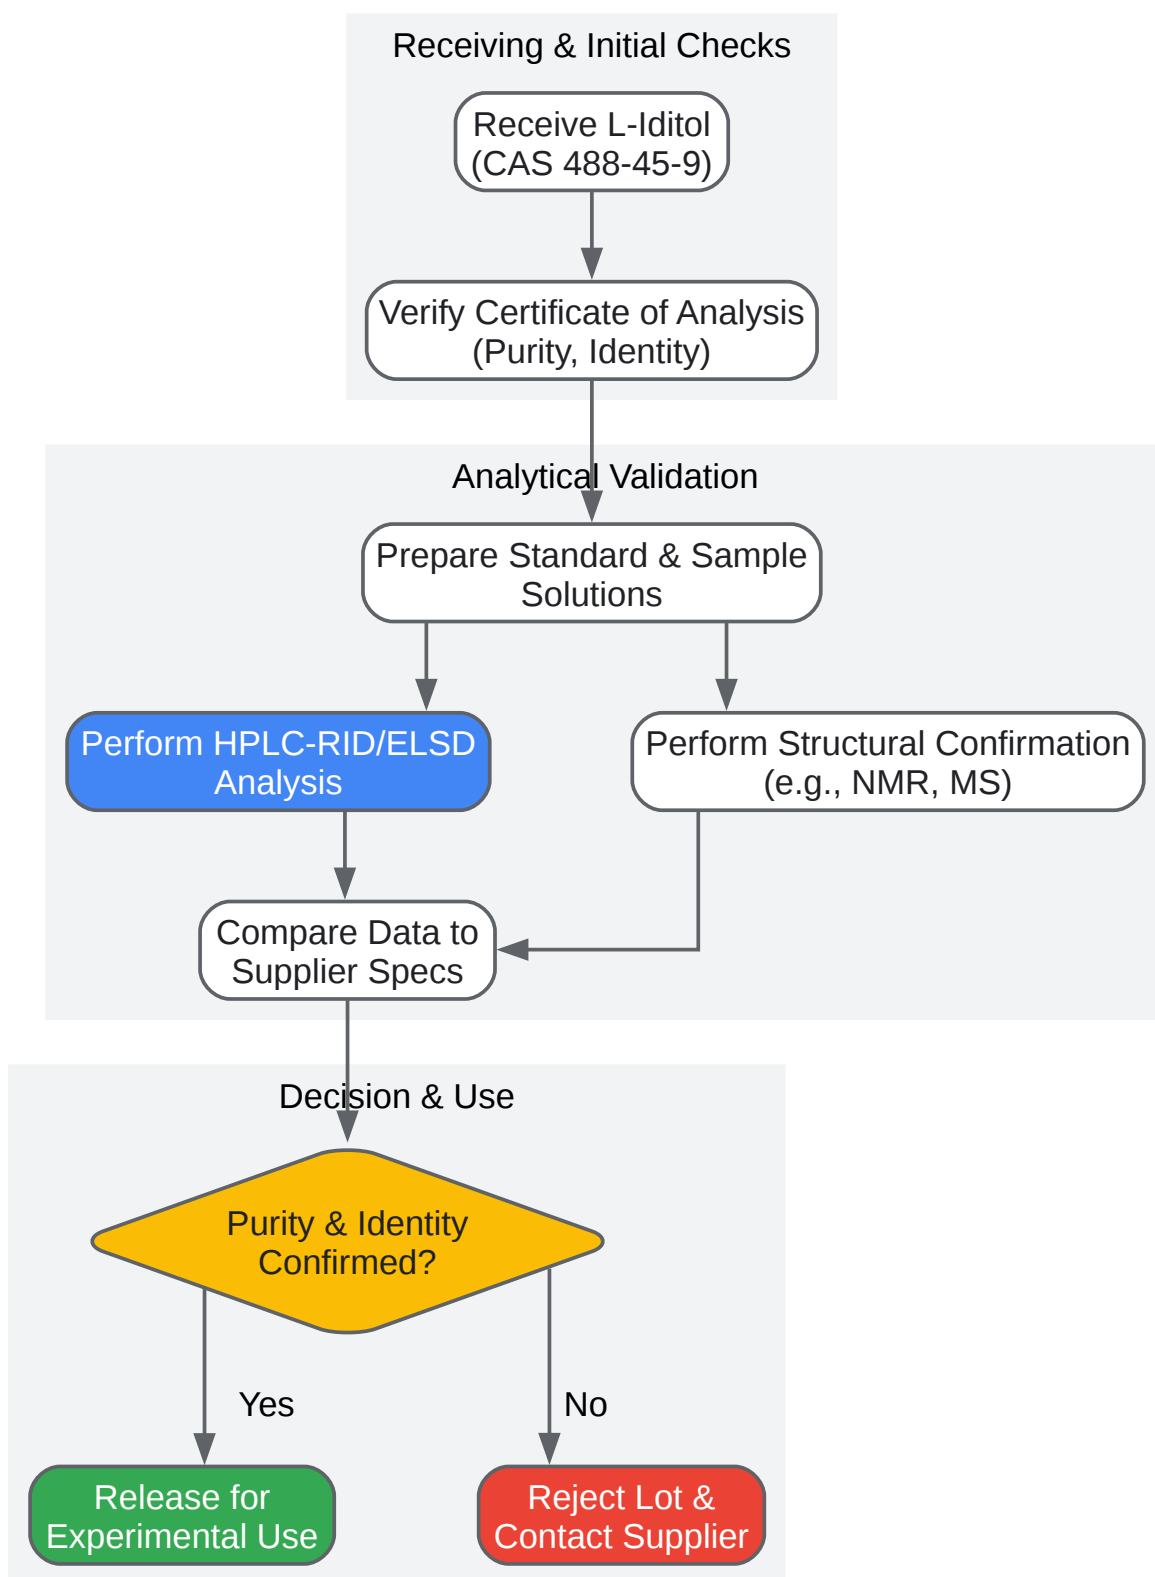 Receiving & Initial Checks
Receive L-Iditol
(CAS 488-45-9)
Verify Certificate of Analysis
(Purity, Identity)
Analytical Validation
Prepare Standard & Sample
Solutions
Perform HPLC-RID/ELSD
Analysis
Perform Structural Confirmation
(e.g., NMR, MS)
Compare Data to
Supplier Specs
Decision & Use
Purity & Identity
Confirmed?
Yes
No
Release for
Experimental Use
Reject Lot &
Contact Supplier